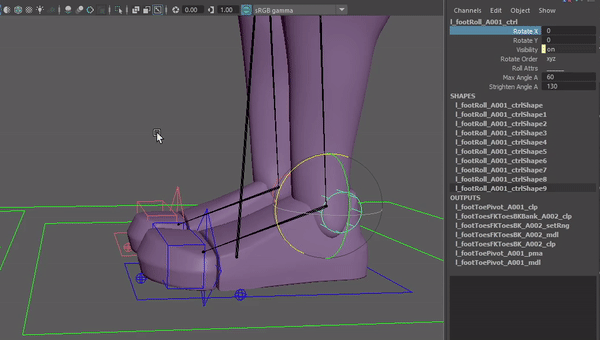 Channels Edit Object Show
0.00 1.00 sRGB gamma
l_footRoll_A001_ctrl
Rotate X 0
Rotate Y 0
Visibility on
Rotate Order xyz
Roll Attrs
Max Angle A 60
Strighten Angle A 130
SHAPES
l_footRoll_A001_ctrlShape
l_footRoll_A001_ctrlShape1
l_footRoll_A001_ctrlShape2
l_footRoll_A001_ctrlShape3
l_footRoll_A001_ctrlShape4
l_footRoll_A001_ctrlShape5
l_footRoll_A001_ctrlShape6
l_footRoll_A001_ctrlShape7
l_footRoll_A001_ctrlShape8
l_footRoll_A001_ctrlShape9
OUTPUTS
l_footToePivot_A001_clp
l_footToesFKToesBKBank_A002_clp
l_footToesFKToesBK_A002_setRng
l_footToesFKToesBK_A002_mdl
l_footToesFKToesBK_A002_clp
l_footToePivot_A001_pma
l_footToePivot_A001_mdl